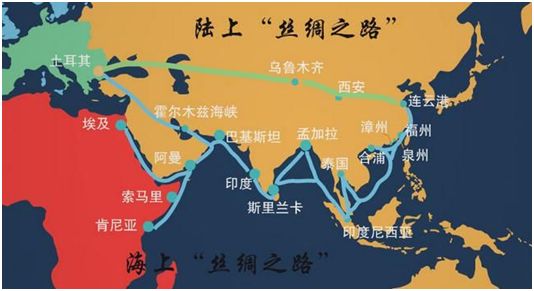 陆上“丝绸之路”
土耳其
乌鲁木齐
西安
连云港
霍尔木兹海峡
埃及
巴基斯坦
孟加拉
漳州
福州
阿曼
泰国
合浦
泉州
索马里
印度
斯里兰卡
肯尼亚
印度尼西亚
海上“丝绸之路”